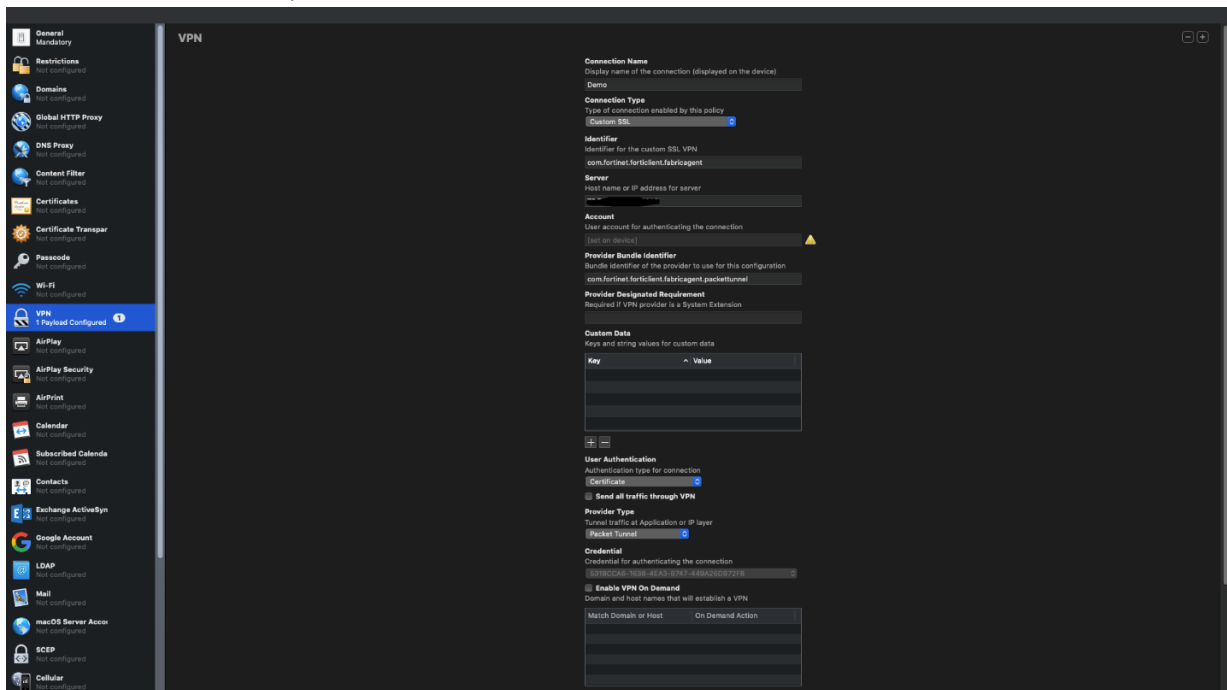 General
Mandatory
Restrictions
Not configured
Domains
Not configured
Global HTTP Proxy
Not configured
DNS Proxy
Not configured
Content Filter
Not configured
Certificates
Not configured
Certificate Transpar
Not configured
Passcode
Not configured
Wi-Fi
Not configured
VPN
1 Payload Configured
1
AirPlay
Not configured
AirPlay Security
Not configured
AirPrint
Not configured
Calendar
Not configured
Subscribed Calenda
Not configured
Contacts
Not configured
Exchange ActiveSyn
Not configured
Google Account
Not configured
LDAP
Not configured
Mail
Not configured
macOS Server Accou
Not configured
SCEP
Not configured
Cellular
Not configured
VPN
Connection Name
Display name of the connection (displayed on the device)
Demo
Connection Type
Type of connection enabled by this policy
Custom SSL
Identifier
Identifier for the custom SSL VPN
com.fortinet.forticlient.fabricagent
Server
Host name or IP address for server
Account
User account for authenticating the connection
[set on device]
Provider Bundle Identifier
Bundle identifier of the provider to use for this configuration
com.fortinet.forticlient.fabricagent.packettunnel
Provider Designated Requirement
Required if VPN provider is a System Extension
Custom Data
Keys and string values for custom data
Key Value
User Authentication
Authentication type for connection
Certificate
Send all traffic through VPN
Provider Type
Tunnel traffic at Application or IP layer
Packet Tunnel
Credential
Credential for authenticating the connection
Enable VPN On Demand
Domain and host names that will establish a VPN
Match Domain or Host On Demand Action